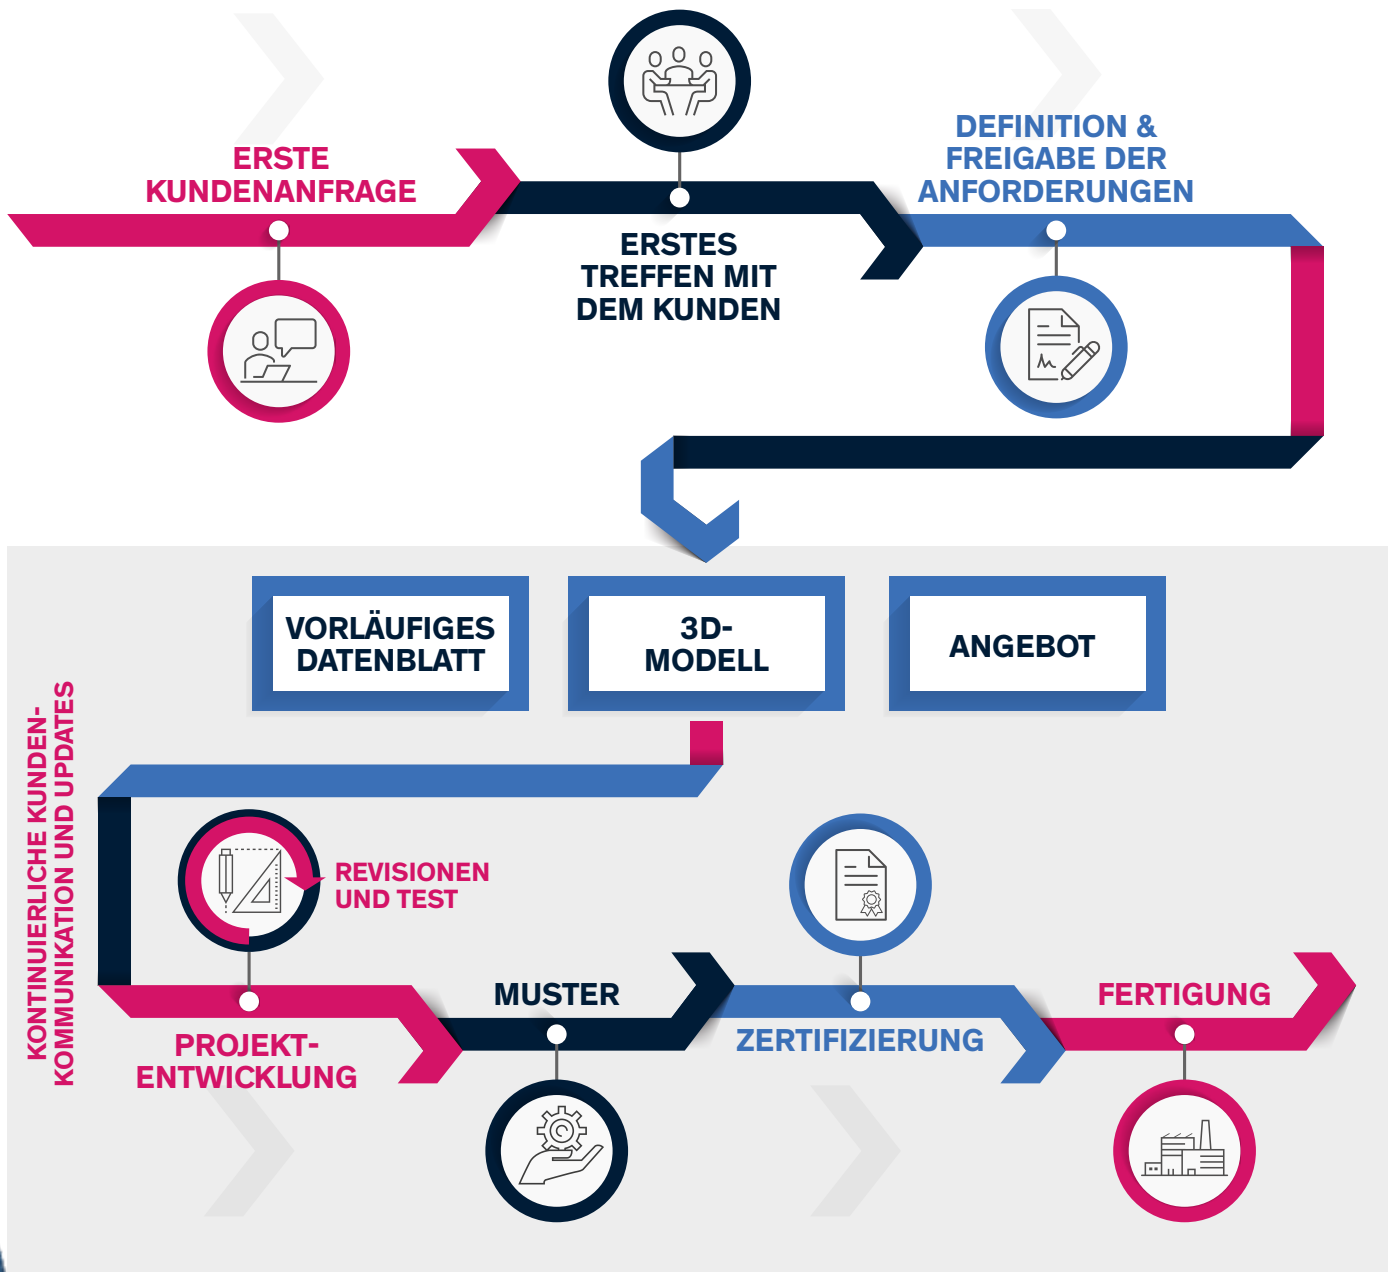 ERSTE
KUNDENANFRAGE
ERSTES
TREFFEN MIT
DEM KUNDEN
DEFINITION &
FREIGABE DER
ANFORDERUNGEN
VORLÄUFIGES
DATENBLATT
3D-
MODELL
ANGEBOT
KONTINUIERLICHE KUNDEN-
KOMMUNIKATION UND UPDATES
REVISIONEN
UND TEST
PROJEKT-
ENTWICKLUNG
MUSTER
ZERTIFIZIERUNG
FERTIGUNG